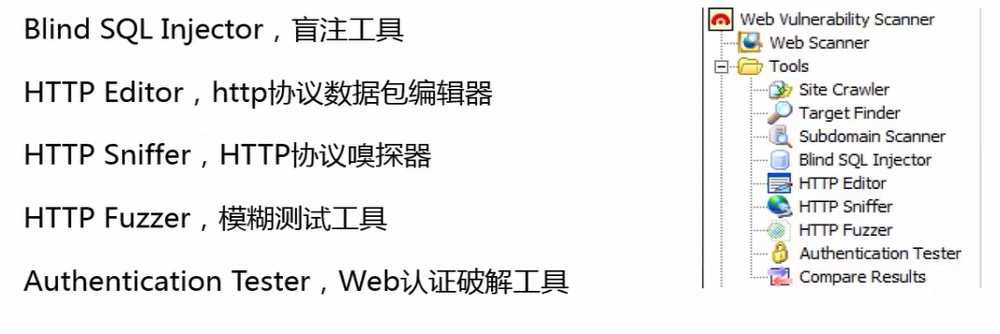 Blind SQL Injector，盲注工具
HTTP Editor，http协议数据包编辑器
HTTP Sniffer，HTTP协议嗅探器
HTTP Fuzzer，模糊测试工具
Authentication Tester，Web认证破解工具
Web Vulnerability Scanner
Web Scanner
Tools
Site Crawler
Target Finder
Subdomain Scanner
Blind SQL Injector
HTTP Editor
HTTP Sniffer
HTTP Fuzzer
Authentication Tester
Compare Results